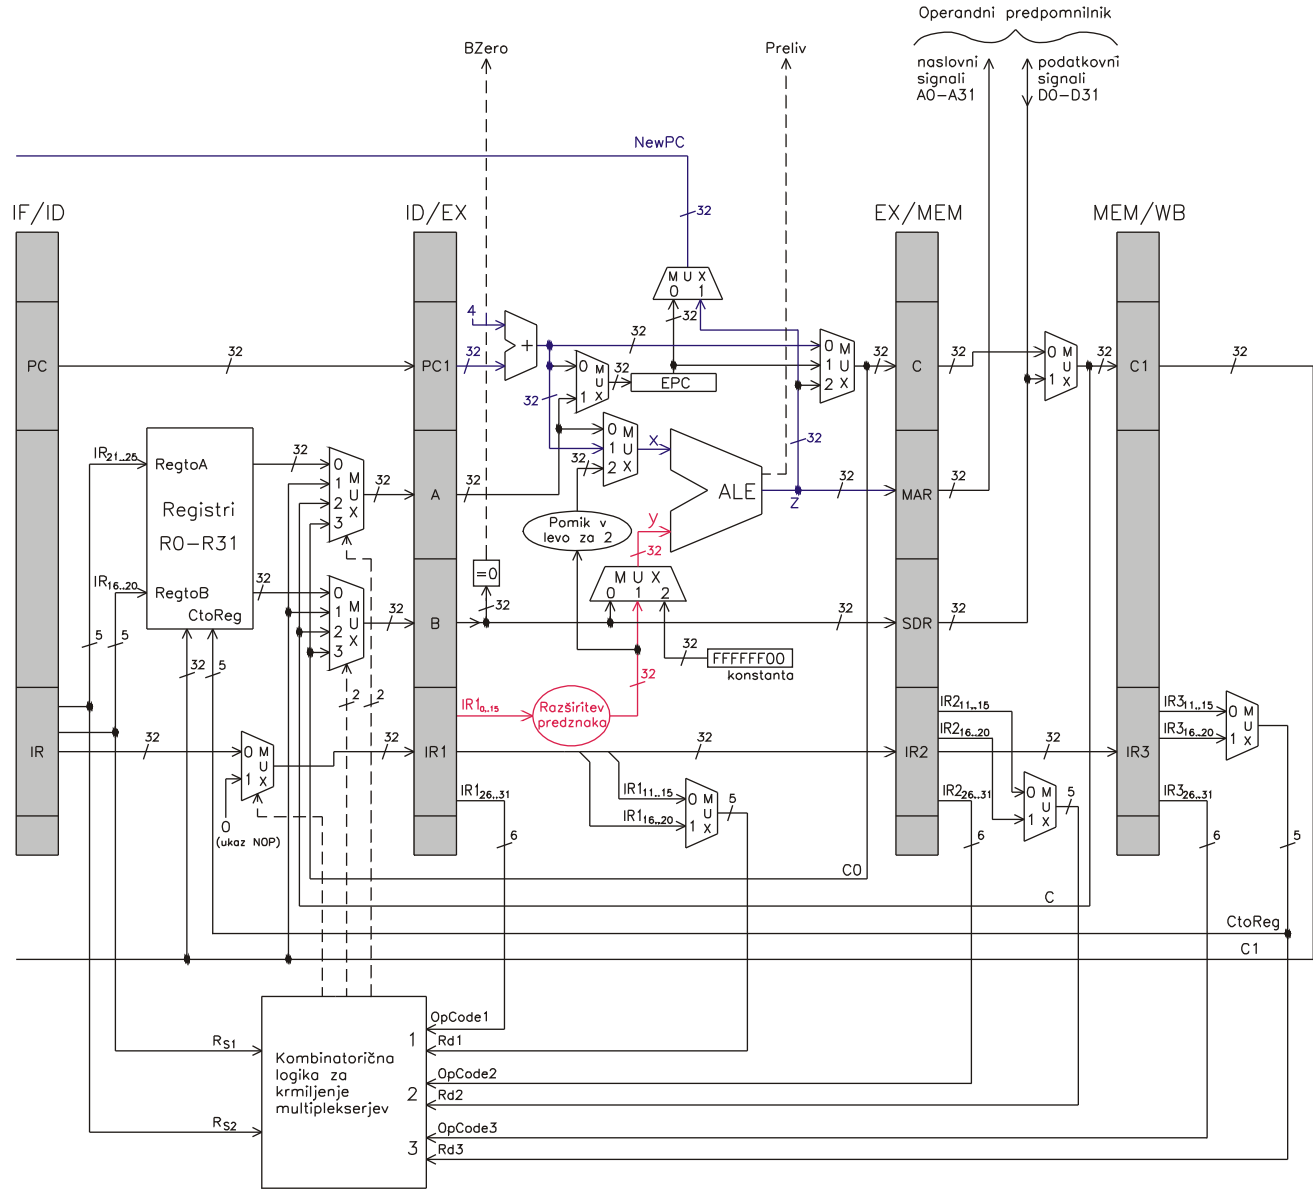 Operandni predpomnilnik
BZero
Preliv
naslovni
signali
A0-A31
podatkovni
signali
D0-D31
NewPC
32
IF/ID
ID/EX
EX/MEM
MEM/WB
M U X
0 1
4
32
32
32
32
32
32
32
32
+
0 M
1 U
2 X
0 M
1 U
X
PC
PC1
C
C1
EPC
0 M
U
1 X
32
32
IR21..25
RegtoA
Registri
R0-R31
IR16..20
RegtoB
CtoReg
32
0
1 M
2 U
3 X
32
A
32
0 M
1 U
2 X
32
x
ALE
z
32
32
MAR
32
Pomik v
levo za 2
y
32
=0
32
32
0
1 M
2 U
3 X
32
B
M U X
0 1 2
32
SDR
32
5
5
32
5
32
FFFFFF00
konstanta
2
2
IR10..15
Razširitev
predznaka
32
IR211..15
IR216..20
IR311..15
IR316..20
0 M
U
1 X
IR
32
0 M
U
1 X
32
IR1
32
IR2
32
IR3
0
(ukaz NOP)
IR126..31
IR111..15
IR116..20
0 M
U
1 X
5
IR226..31
0 M
U
1 X
5
IR326..31
6
6
6
5
C0
C
CtoReg
C1
RS1
RS2
Kombinatorična
logika za
krmiljenje
multiplekserjev
1
2
3
OpCode1
Rd1
OpCode2
Rd2
OpCode3
Rd3